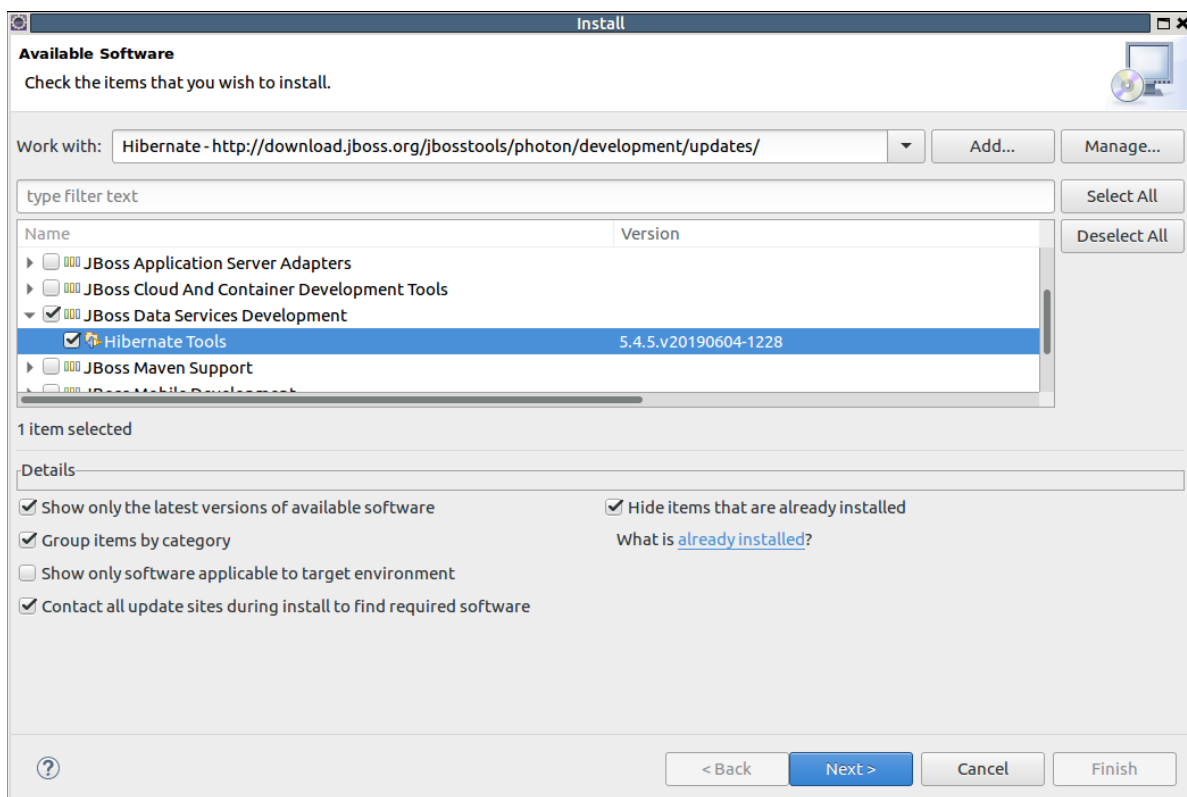 Install
Available Software
Check the items that you wish to install.
Work with: Hibernate - http://download.jboss.org/jbosstools/photon/development/updates/ Add... Manage...
type filter text Select All
Name Version Deselect All
JBoss Application Server Adapters
JBoss Cloud And Container Development Tools
JBoss Data Services Development
Hibernate Tools 5.4.5.v20190604-1228
JBoss Maven Support
JBoss Mobile Development
1 item selected
Details
Show only the latest versions of available software Hide items that are already installed
Group items by category What is already installed?
Show only software applicable to target environment
Contact all update sites during install to find required software
? < Back Next > Cancel Finish